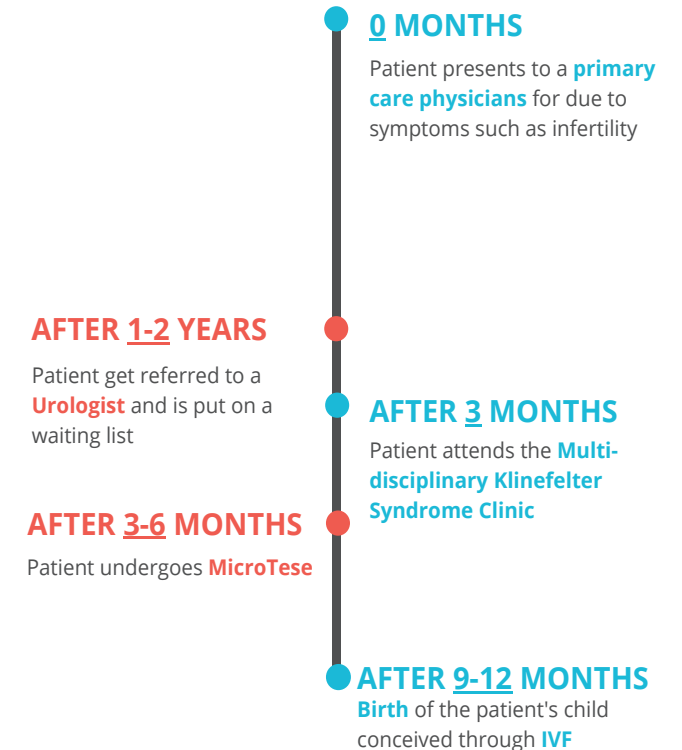 0 MONTHS
Patient presents to a primary
care physicians for due to
symptoms such as infertility
AFTER 1-2 YEARS
Patient get referred to a
Urologist and is put on a
waiting list
AFTER 3 MONTHS
Patient attends the Multi-
disciplinary Klinefelter
Syndrome Clinic
AFTER 3-6 MONTHS
Patient undergoes MicroTese
AFTER 9-12 MONTHS
Birth of the patient's child
conceived through IVF